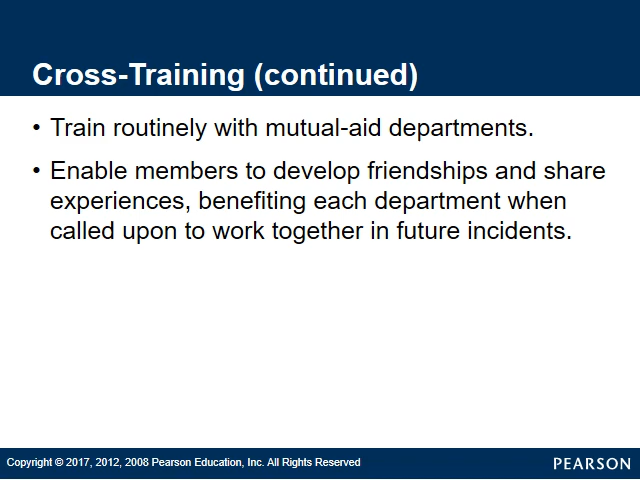 Cross-Training (continued)
• Train routinely with mutual-aid departments.
• Enable members to develop friendships and share
experiences, benefiting each department when
called upon to work together in future incidents.
Copyright © 2017, 2012, 2008 Pearson Education, Inc. All Rights Reserved
PEARSON